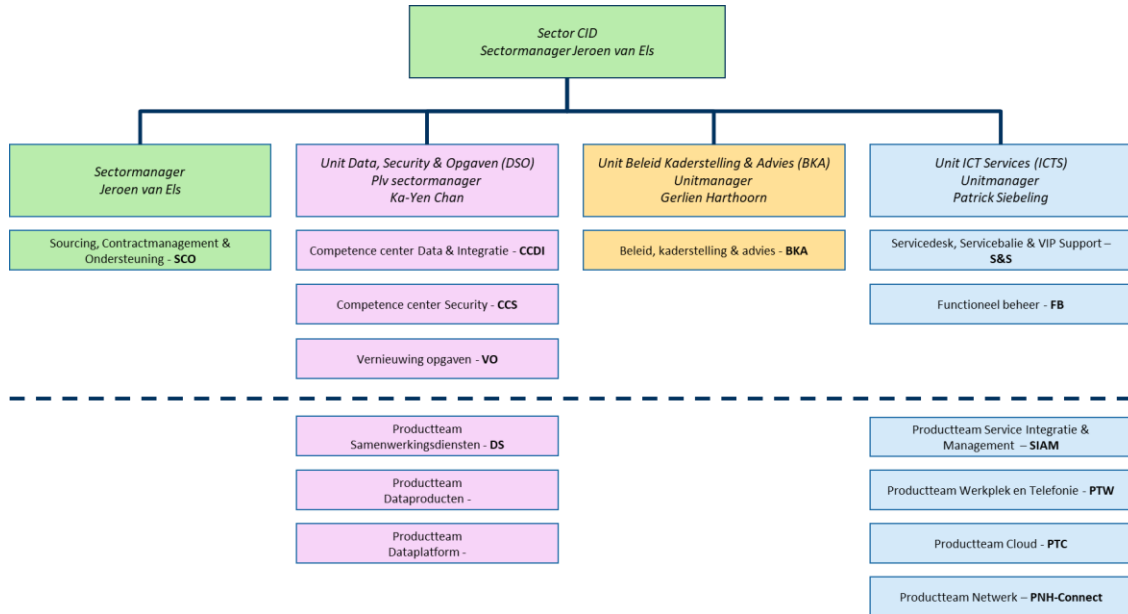 Sector CID
Sectormanager Jeroen van Els
Sectormanager
Jeroen van Els
Unit Data, Security & Opgaven (DSO)
Plv sectormanager
Ka-Yen Chan
Unit Beleid Kaderstelling & Advies (BKA)
Unitmanager
Gerlien Harthoorn
Unit ICT Services (ICTS)
Unitmanager
Patrick Siebeling
Sourcing, Contractmanagement &
Ondersteuning - SCO
Competence center Data & Integratie - CCDI
Beleid, kaderstelling & advies - BKA
Servicedesk, Servicebalie & VIP Support –
S&S
Competence center Security - CCS
Functioneel beheer - FB
Vernieuwing opgaven - VO
Productteam
Samenwerkingsdiensten - DS
Productteam Service Integratie &
Management – SIAM
Productteam
Dataproducten -
Productteam Werkplek en Telefonie - PTW
Productteam
Dataplatform -
Productteam Cloud - PTC
Productteam Netwerk – PNH-Connect